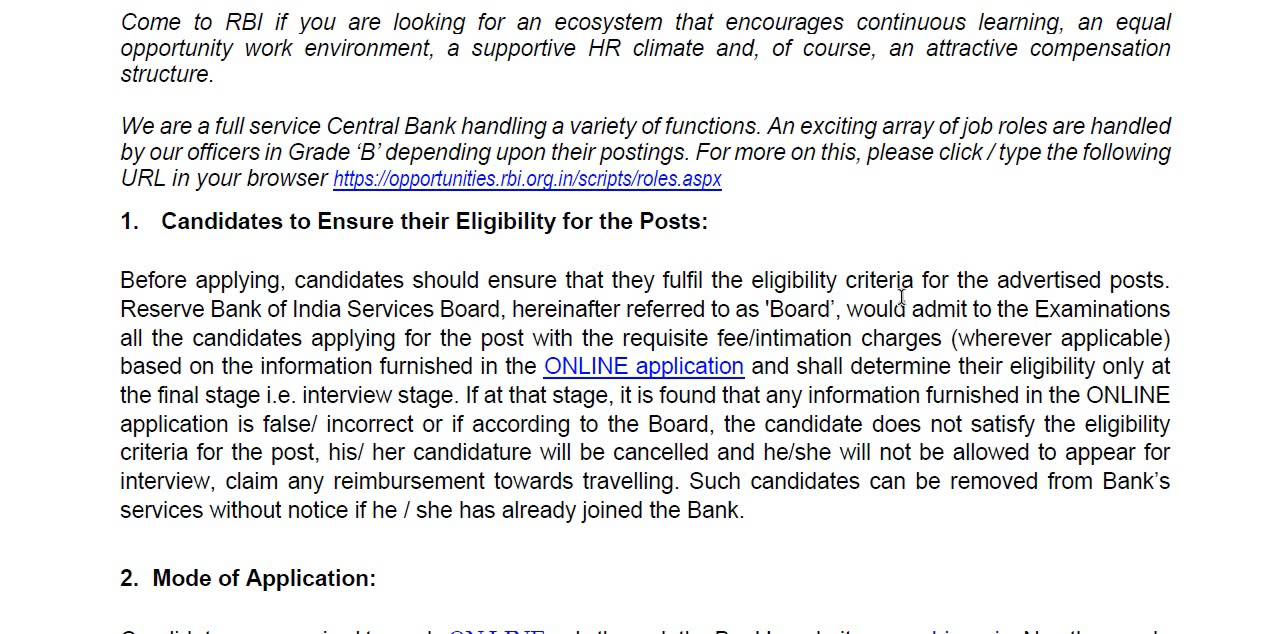 Come to RBI if you are looking for an ecosystem that encourages continuous learning, an equal
opportunity work environment, a supportive HR climate and, of course, an attractive compensation
structure.
We are a full service Central Bank handling a variety of functions. An exciting array of job roles are handled
by our officers in Grade ‘B’ depending upon their postings. For more on this, please click / type the following
URL in your browser https://opportunities.rbi.org.in/scripts/roles.aspx
1. Candidates to Ensure their Eligibility for the Posts:
Before applying, candidates should ensure that they fulfil the eligibility criteria for the advertised posts.
Reserve Bank of India Services Board, hereinafter referred to as 'Board’, would admit to the Examinations
all the candidates applying for the post with the requisite fee/intimation charges (wherever applicable)
based on the information furnished in the ONLINE application and shall determine their eligibility only at
the final stage i.e. interview stage. If at that stage, it is found that any information furnished in the ONLINE
application is false/ incorrect or if according to the Board, the candidate does not satisfy the eligibility
criteria for the post, his/ her candidature will be cancelled and he/she will not be allowed to appear for
interview, claim any reimbursement towards travelling. Such candidates can be removed from Bank’s
services without notice if he / she has already joined the Bank.
2. Mode of Application: